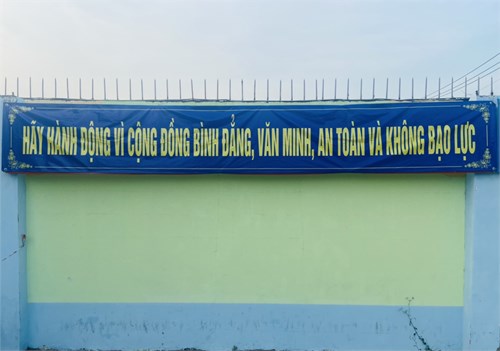 HÃY HÀNH ĐỘNG VÌ CỘNG ĐỒNG BÌNH ĐẲNG, VĂN MINH, AN TOÀN VÀ KHÔNG BẠO LỰC